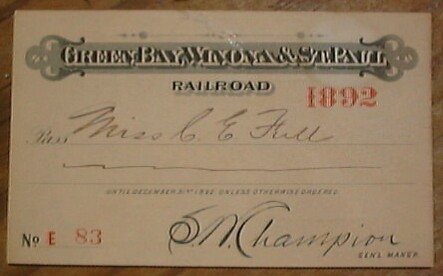 GREEN BAY, WINONA & ST. PAUL
RAILROAD
1892
Pass Miss C E Fell
UNTIL DECEMBER 31ST 1892 UNLESS OTHERWISE ORDERED.
No E 83
S.W. Champion
GEN'L MANGR.